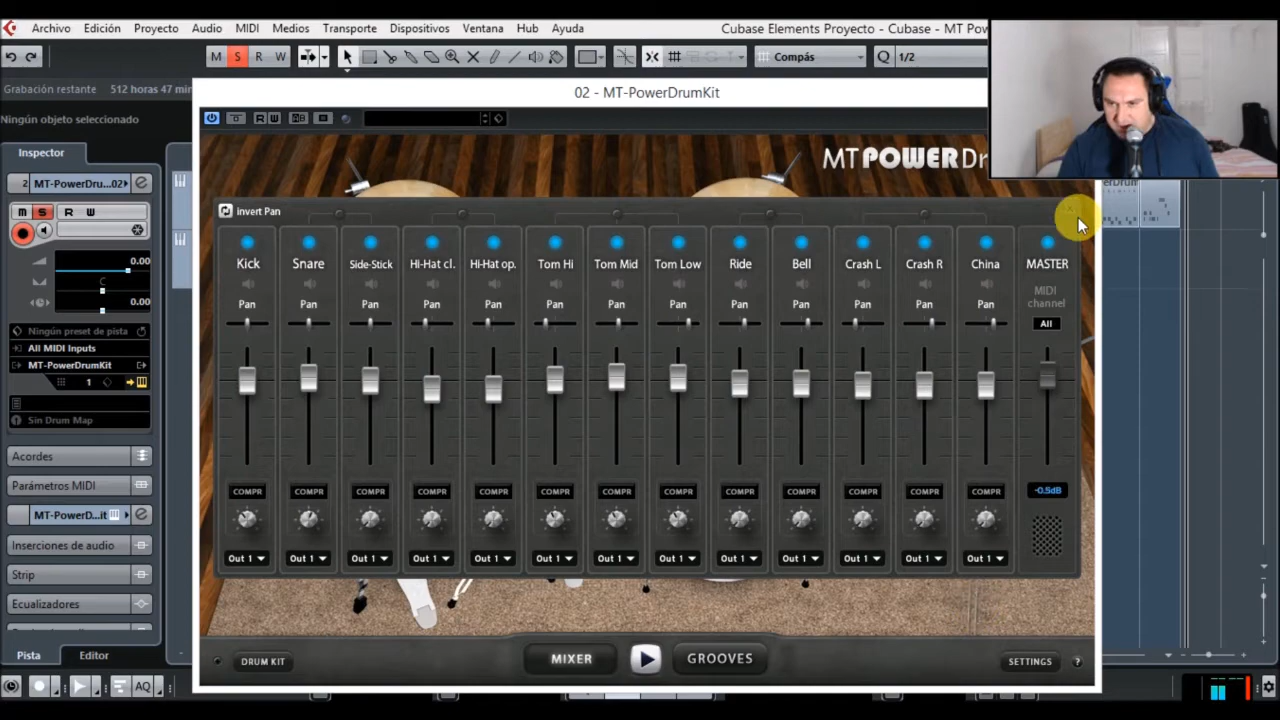 Archivo Edición Proyecto Audio MIDI Medios Transporte Dispositivos Ventana Hub Ayuda Cubase Elements Proyecto - Cubase - MT Pow
M S R W Compás Q 1/2
Grabación restante 512 horas 47 min
Ningún objeto seleccionado
02 - MT-PowerDrumKit
R W
Inspector
MT POWER Dr
2 MT-PowerDru...02
erDrum
M S R W
invert Pan
Kick Snare Side-Stick Hi-Hat cl. Hi-Hat op. Tom Hi Tom Mid Tom Low Ride Bell Crash L Crash R China MASTER
0.00
C
0.00
MIDI
channel
Pan Pan Pan Pan Pan Pan Pan Pan Pan Pan Pan Pan Pan
All
Ningún preset de pista
All MIDI Inputs
MT-PowerDrumKit
1
Sin Drum Map
Acordes
Parámetros MIDI
MT-PowerD...it
Inserciones de audio
Strip
Ecualizadores
COMPR COMPR COMPR COMPR COMPR COMPR COMPR COMPR COMPR COMPR COMPR COMPR COMPR -0.5dB
Out 1 Out 1 Out 1 Out 1 Out 1 Out 1 Out 1 Out 1 Out 1 Out 1 Out 1 Out 1 Out 1
Pista Editor
DRUM KIT MIXER GROOVES SETTINGS ?
AQ